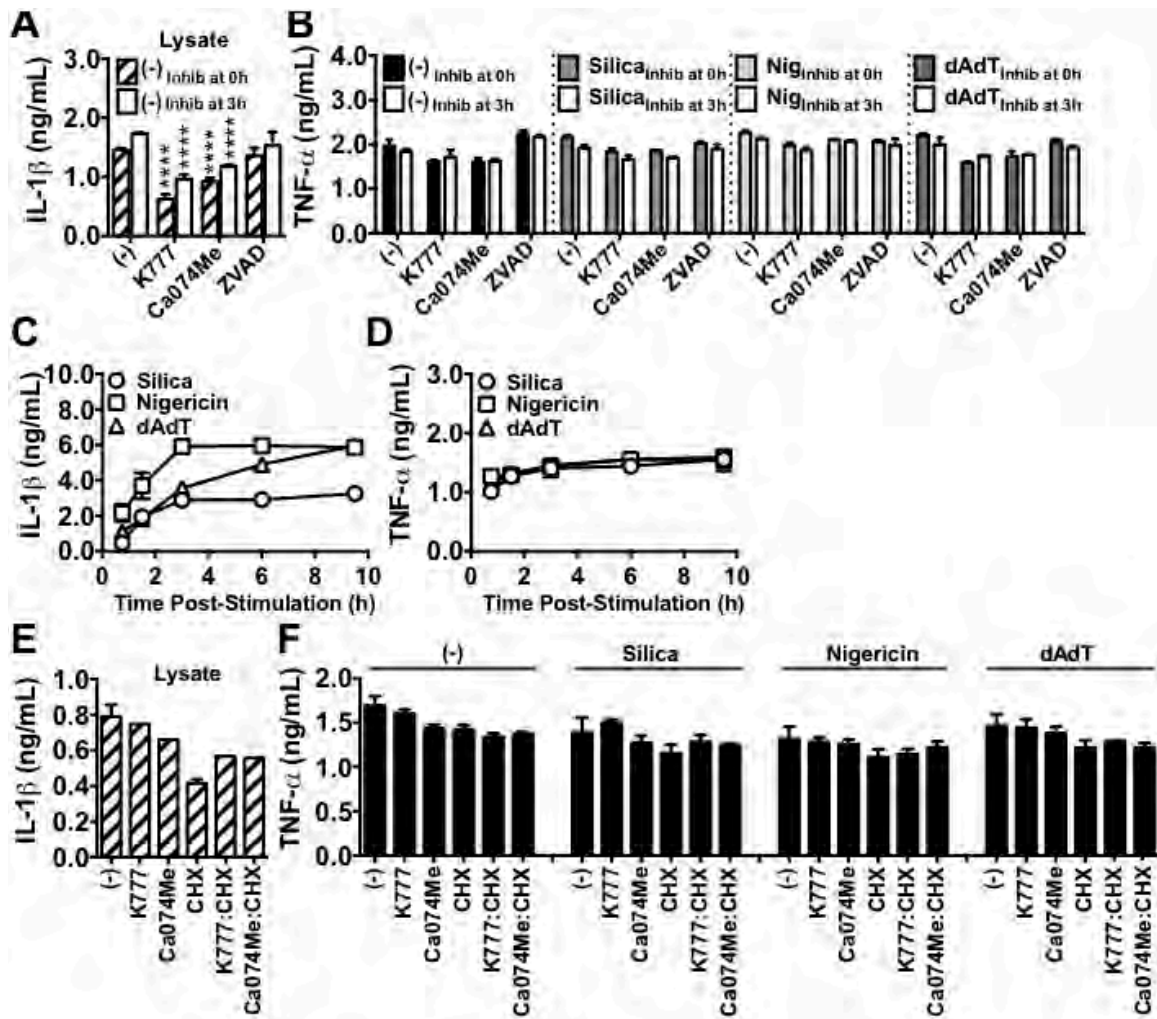 A
Lysate
IL-1β (ng/mL)
3.0
2.0
1.0
0.0
(-) Inhib at 0h
(-) Inhib at 3h
**** **** **** ****
(-) K777 Ca074Me ZVAD
B
TNF-α (ng/mL)
4.0
3.0
2.0
1.0
0.0
(-) Inhib at 0h Silica Inhib at 0h Nig Inhib at 0h dAdT Inhib at 0h
(-) Inhib at 3h Silica Inhib at 3h Nig Inhib at 3h dAdT Inhib at 3h
(-) K777 Ca074Me ZVAD (-) K777 Ca074Me ZVAD (-) K777 Ca074Me ZVAD (-) K777 Ca074Me ZVAD
C
IL-1β (ng/mL)
10.0
8.0
6.0
4.0
2.0
0.0
Silica
Nigericin
dAdT
0 2 4 6 8 10
Time Post-Stimulation (h)
D
TNF-α (ng/mL)
3.0
2.0
1.0
0.0
Silica
Nigericin
dAdT
0 2 4 6 8 10
Time Post-Stimulation (h)
E
Lysate
IL-1β (ng/mL)
1.0
0.8
0.6
0.4
0.2
0.0
(-) K777 Ca074Me CHX K777:CHX Ca074Me:CHX
F
(-) Silica Nigericin dAdT
TNF-α (ng/mL)
2.0
1.5
1.0
0.5
0.0
(-) K777 Ca074Me CHX K777:CHX Ca074Me:CHX (-) K777 Ca074Me CHX K777:CHX Ca074Me:CHX (-) K777 Ca074Me CHX K777:CHX Ca074Me:CHX (-) K777 Ca074Me CHX K777:CHX Ca074Me:CHX